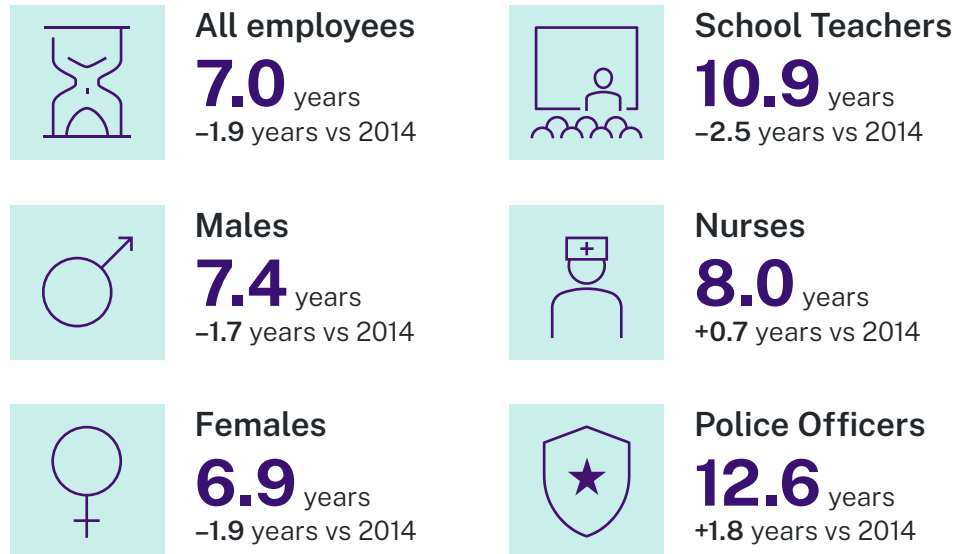 All employees
7.0 years
–1.9 years vs 2014
Males
7.4 years
–1.7 years vs 2014
Females
6.9 years
–1.9 years vs 2014
School Teachers
10.9 years
–2.5 years vs 2014
Nurses
8.0 years
+0.7 years vs 2014
Police Officers
12.6 years
+1.8 years vs 2014